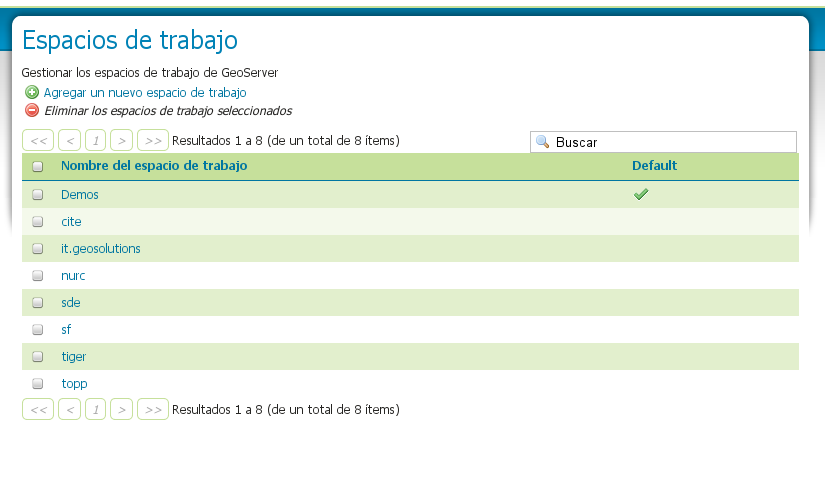 Espacios de trabajo
Gestionar los espacios de trabajo de GeoServer
Agregar un nuevo espacio de trabajo
Eliminar los espacios de trabajo seleccionados
<< < 1 > >> Resultados 1 a 8 (de un total de 8 ítems) Buscar
Nombre del espacio de trabajo Default
Demos
cite
it.geosolutions
nurc
sde
sf
tiger
topp
<< < 1 > >> Resultados 1 a 8 (de un total de 8 ítems)